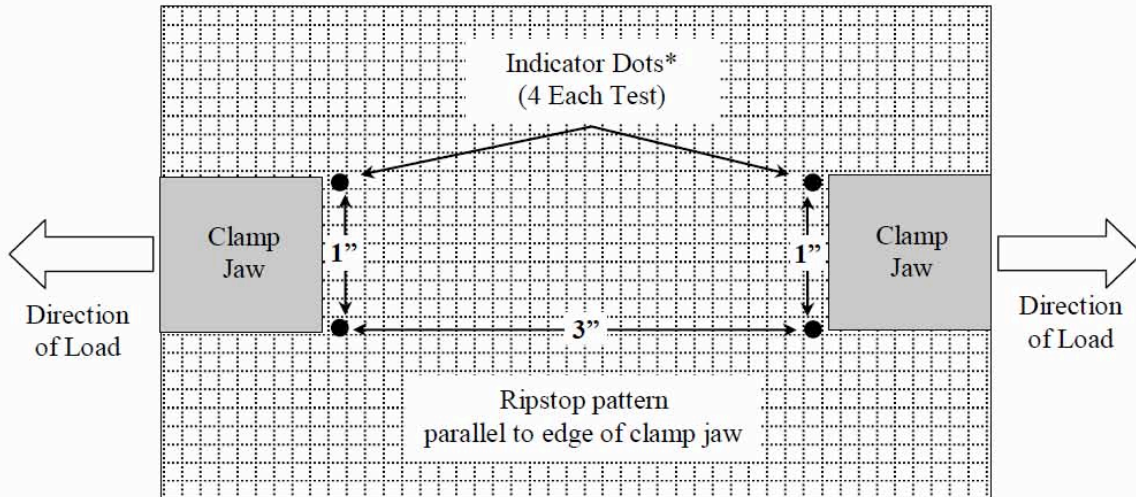 Indicator Dots*
(4 Each Test)
Clamp
Jaw
1”
1”
Clamp
Jaw
Direction
of Load
3”
Direction
of Load
Ripstop pattern
parallel to edge of clamp jaw